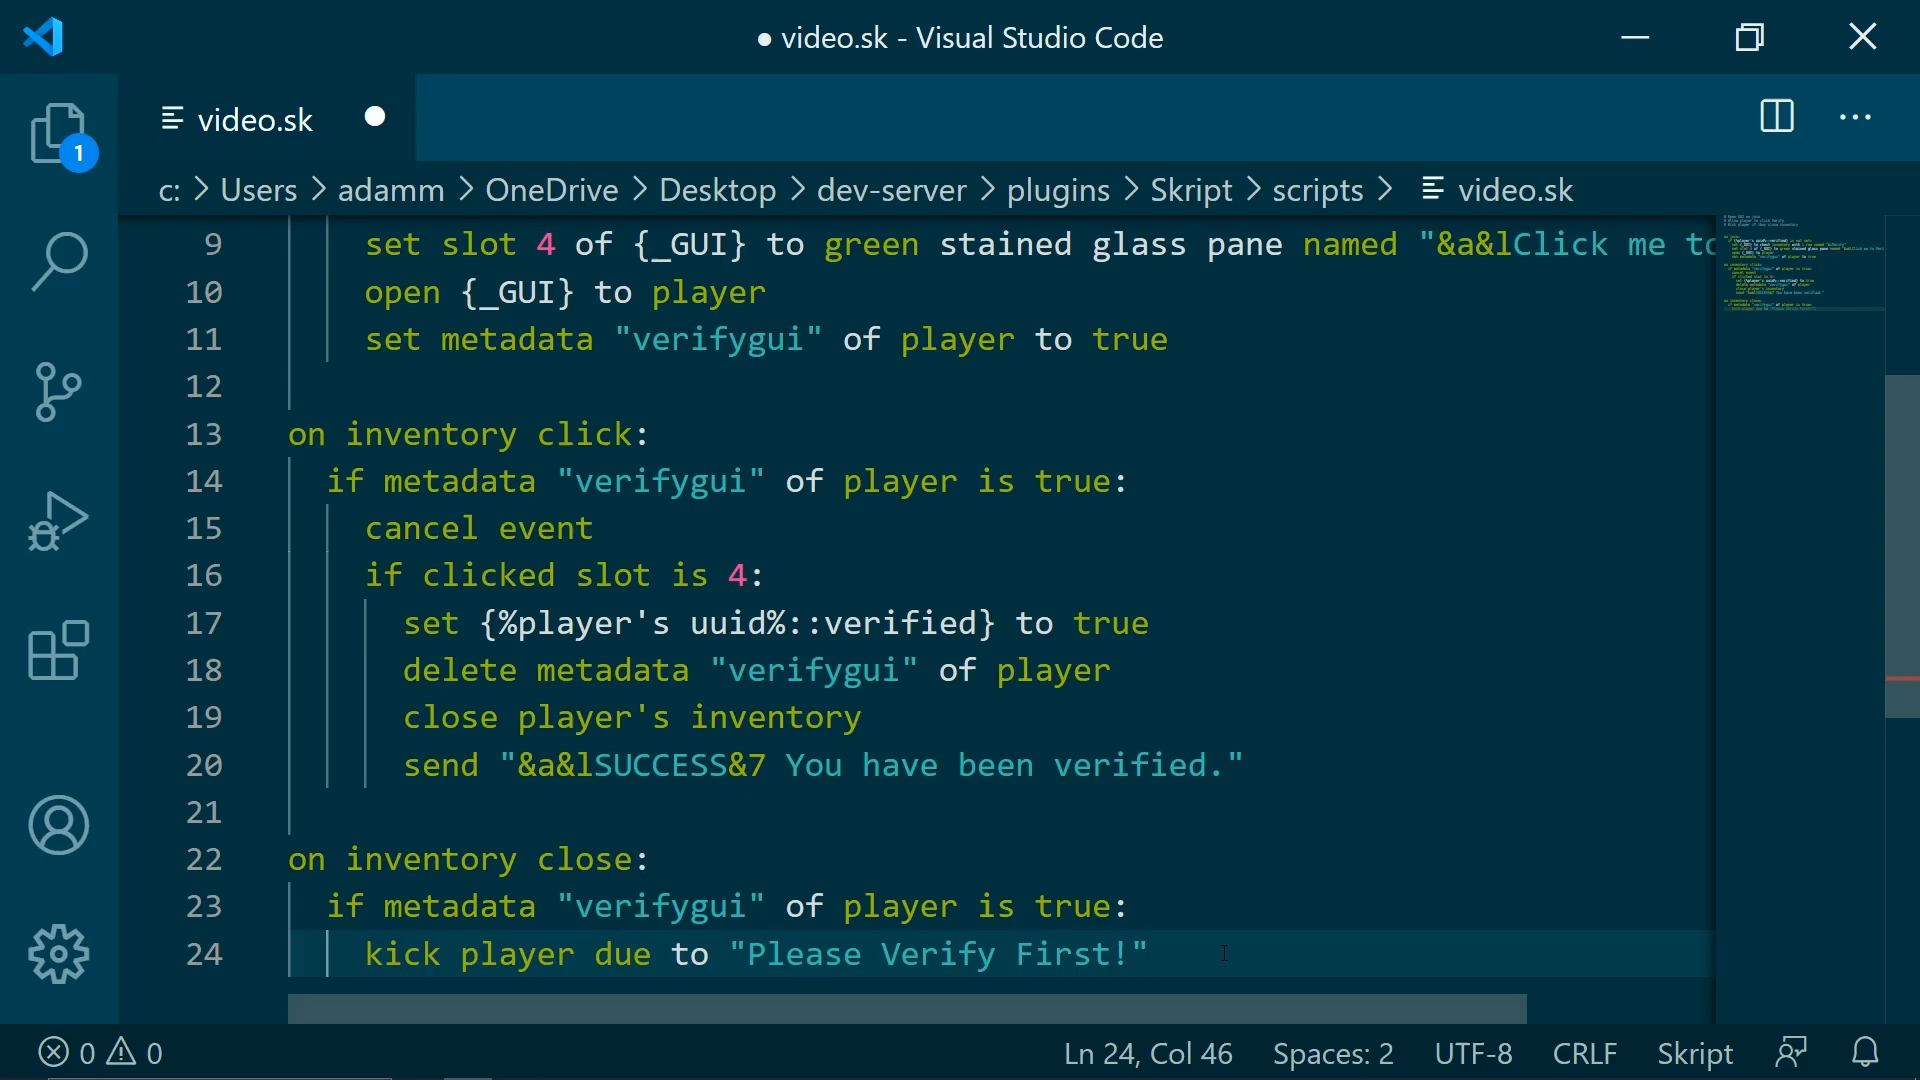 ● video.sk - Visual Studio Code
video.sk
1
c: > Users > adamm > OneDrive > Desktop > dev-server > plugins > Skript > scripts > video.sk
9 set slot 4 of {_GUI} to green stained glass pane named "&a&lClick me to
10 open {_GUI} to player
11 set metadata "verifygui" of player to true
12
13 on inventory click:
14 if metadata "verifygui" of player is true:
15 cancel event
16 if clicked slot is 4:
17 set {%player's uuid%::verified} to true
18 delete metadata "verifygui" of player
19 close player's inventory
20 send "&a&lSUCCESS&7 You have been verified."
21
22 on inventory close:
23 if metadata "verifygui" of player is true:
24 kick player due to "Please Verify First!"
0 0 Ln 24, Col 46 Spaces: 2 UTF-8 CRLF Skript